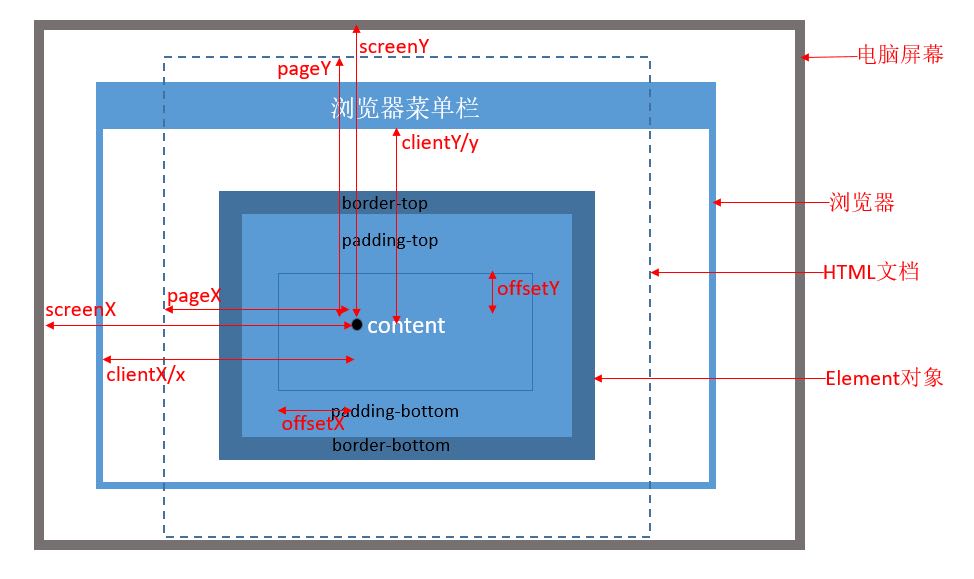 screenY
电脑屏幕
pageY
浏览器菜单栏
clientY/y
border-top
浏览器
padding-top
HTML文档
offsetY
pageX
screenX
content
clientX/x
Element对象
padding-bottom
offsetX
border-bottom